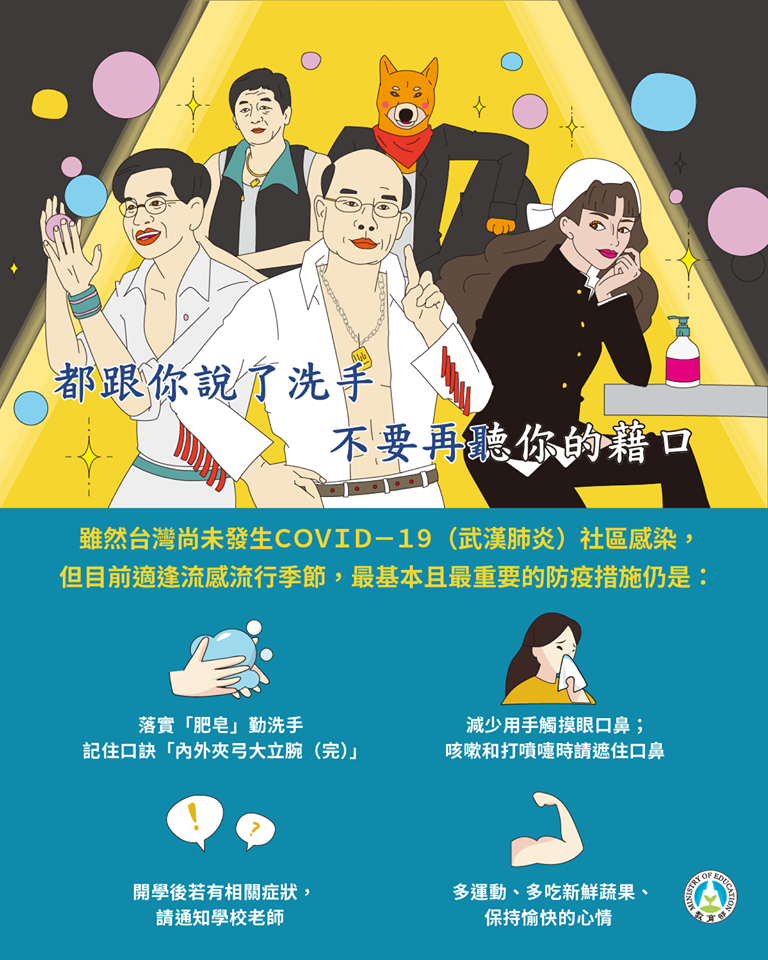 都跟你說了洗手
不要再聽你的藉口
雖然台灣尚未發生COVID－19（武漢肺炎）社區感染，
但目前適逢流感流行季節，最基本且最重要的防疫措施仍是：
落實「肥皂」勤洗手
記住口訣「內外夾弓大立腕（完）」
減少用手觸摸眼口鼻；
咳嗽和打噴嚏時請遮住口鼻
開學後若有相關症狀，
請通知學校老師
多運動、多吃新鮮蔬果、
保持愉快的心情
MINISTRY OF EDUCATION
教育部